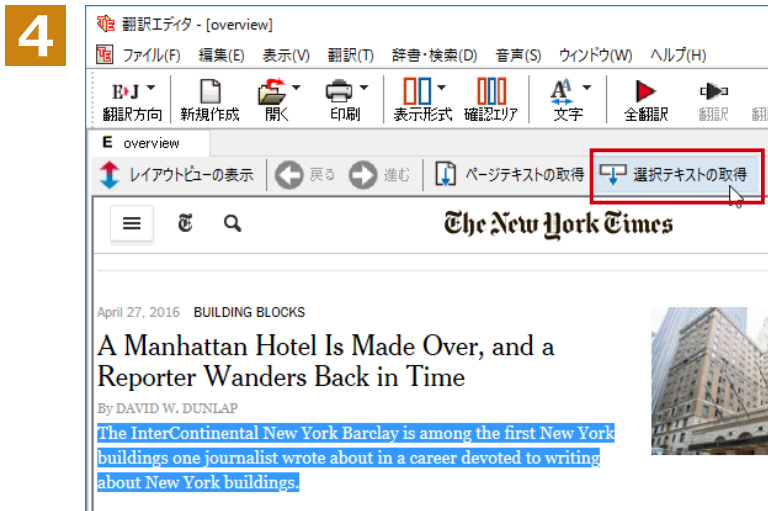 4
翻訳エディタ - [overview]
ファイル(F) 編集(E) 表示(V) 翻訳(T) 辞書・検索(D) 音声(S) ウィンドウ(W) ヘルプ(H)
E›J
翻訳方向 新規作成 開く 印刷 表示形式 確認エリア 文字 全翻訳 翻訳
E overview
レイアウトビューの表示 戻る 進む ページテキストの取得 選択テキストの取得
The New York Times
April 27, 2016 BUILDING BLOCKS
A Manhattan Hotel Is Made Over, and a
Reporter Wanders Back in Time
By DAVID W. DUNLAP
The InterContinental New York Barclay is among the first New York
buildings one journalist wrote about in a career devoted to writing
about New York buildings.